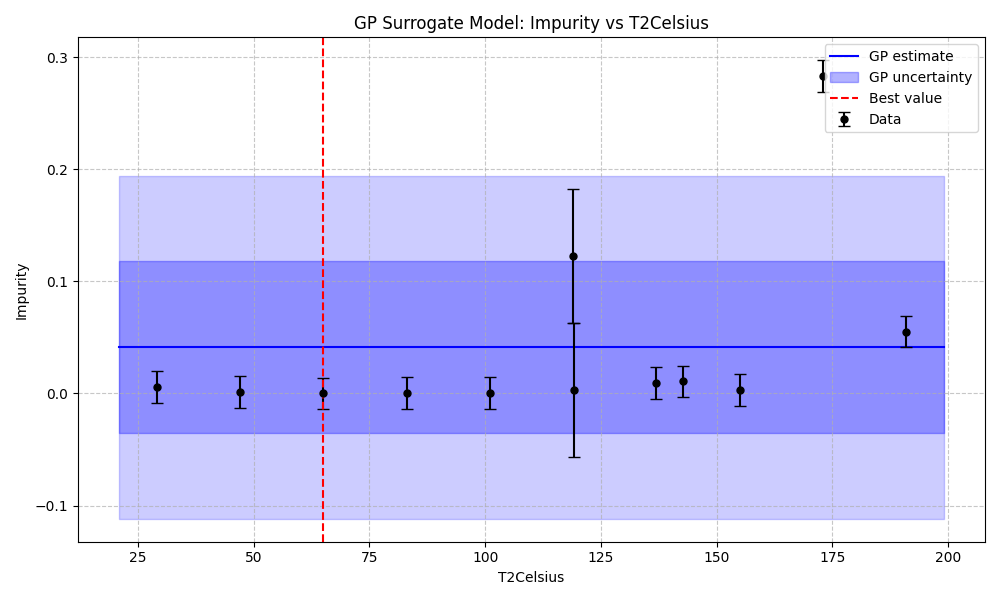 GP Surrogate Model: Impurity vs T2Celsius
GP estimate
GP uncertainty
Best value
Data
Impurity
0.3
0.2
0.1
0.0
−0.1
25
50
75
100
125
150
175
200
T2Celsius